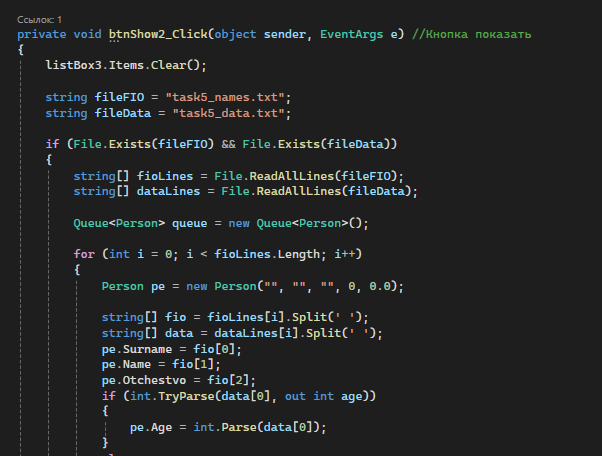 Ссылок: 1
private void btnShow2_Click(object sender, EventArgs e) //Кнопка показать
{
listBox3.Items.Clear();
string fileFIO = "task5_names.txt";
string fileData = "task5_data.txt";
if (File.Exists(fileFIO) && File.Exists(fileData))
{
string[] fioLines = File.ReadAllLines(fileFIO);
string[] dataLines = File.ReadAllLines(fileData);
Queue<Person> queue = new Queue<Person>();
for (int i = 0; i < fioLines.Length; i++)
{
Person pe = new Person("", "", "", 0, 0.0);
string[] fio = fioLines[i].Split(' ');
string[] data = dataLines[i].Split(' ');
pe.Surname = fio[0];
pe.Name = fio[1];
pe.Otchestvo = fio[2];
if (int.TryParse(data[0], out int age))
{
pe.Age = int.Parse(data[0]);
}